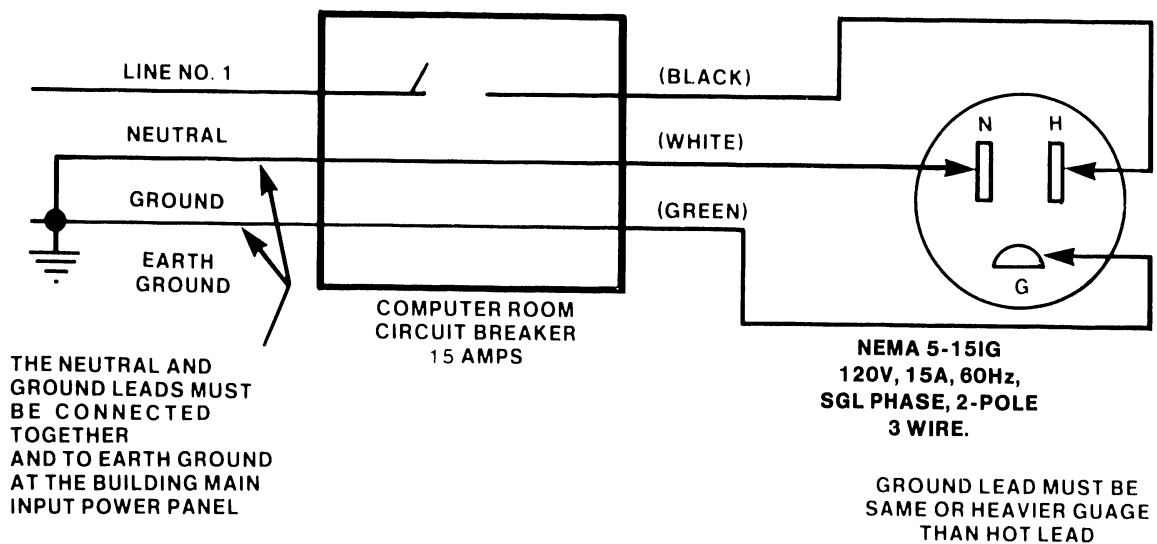 LINE NO. 1
(BLACK)
NEUTRAL
(WHITE)
N H
GROUND
(GREEN)
EARTH
GROUND
G
COMPUTER ROOM
CIRCUIT BREAKER
15 AMPS
THE NEUTRAL AND
GROUND LEADS MUST
BE CONNECTED
TOGETHER
AND TO EARTH GROUND
AT THE BUILDING MAIN
INPUT POWER PANEL
NEMA 5-15IG
120V, 15A, 60Hz,
SGL PHASE, 2-POLE
3 WIRE.
GROUND LEAD MUST BE
SAME OR HEAVIER GUAGE
THAN HOT LEAD